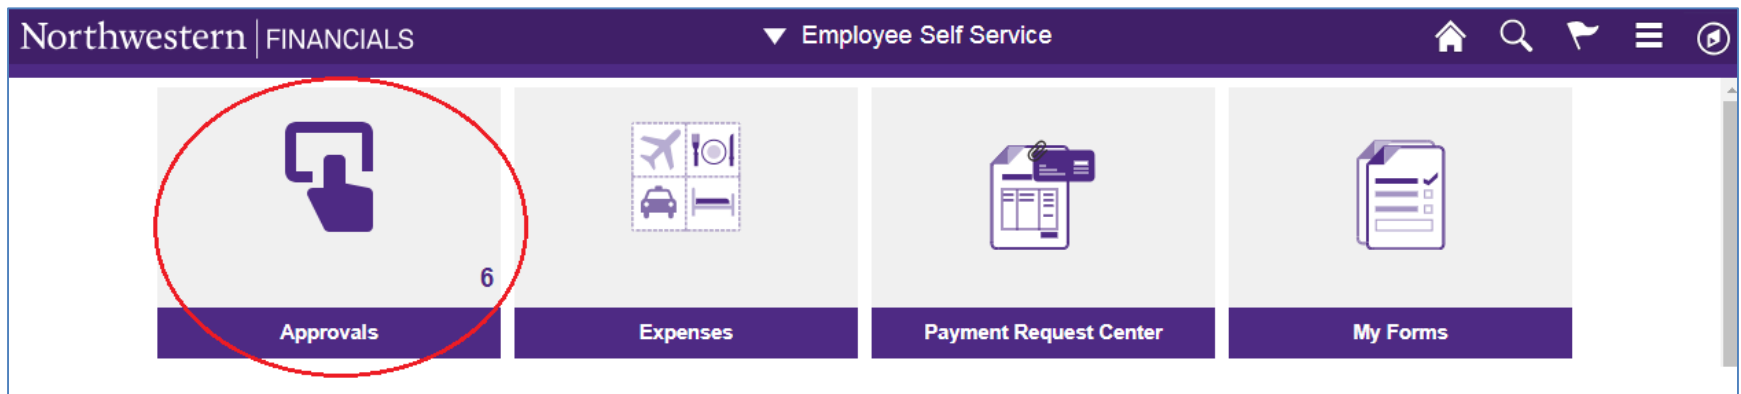 Northwestern | FINANCIALS
Employee Self Service
6
Approvals
Expenses
Payment Request Center
My Forms